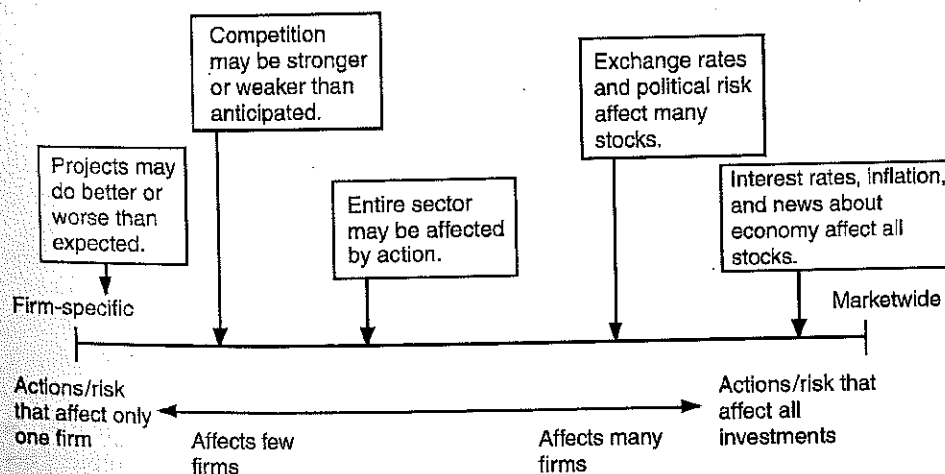 Competition
may be stronger
or weaker than
anticipated.
Exchange rates
and political risk
affect many
stocks.
Projects may
do better or
worse than
expected.
Entire sector
may be affected
by action.
Interest rates, inflation,
and news about
economy affect all
stocks.
Firm-specific
Marketwide
Actions/risk
that affect only
one firm
Affects few
firms
Affects many
firms
Actions/risk that
affect all
investments